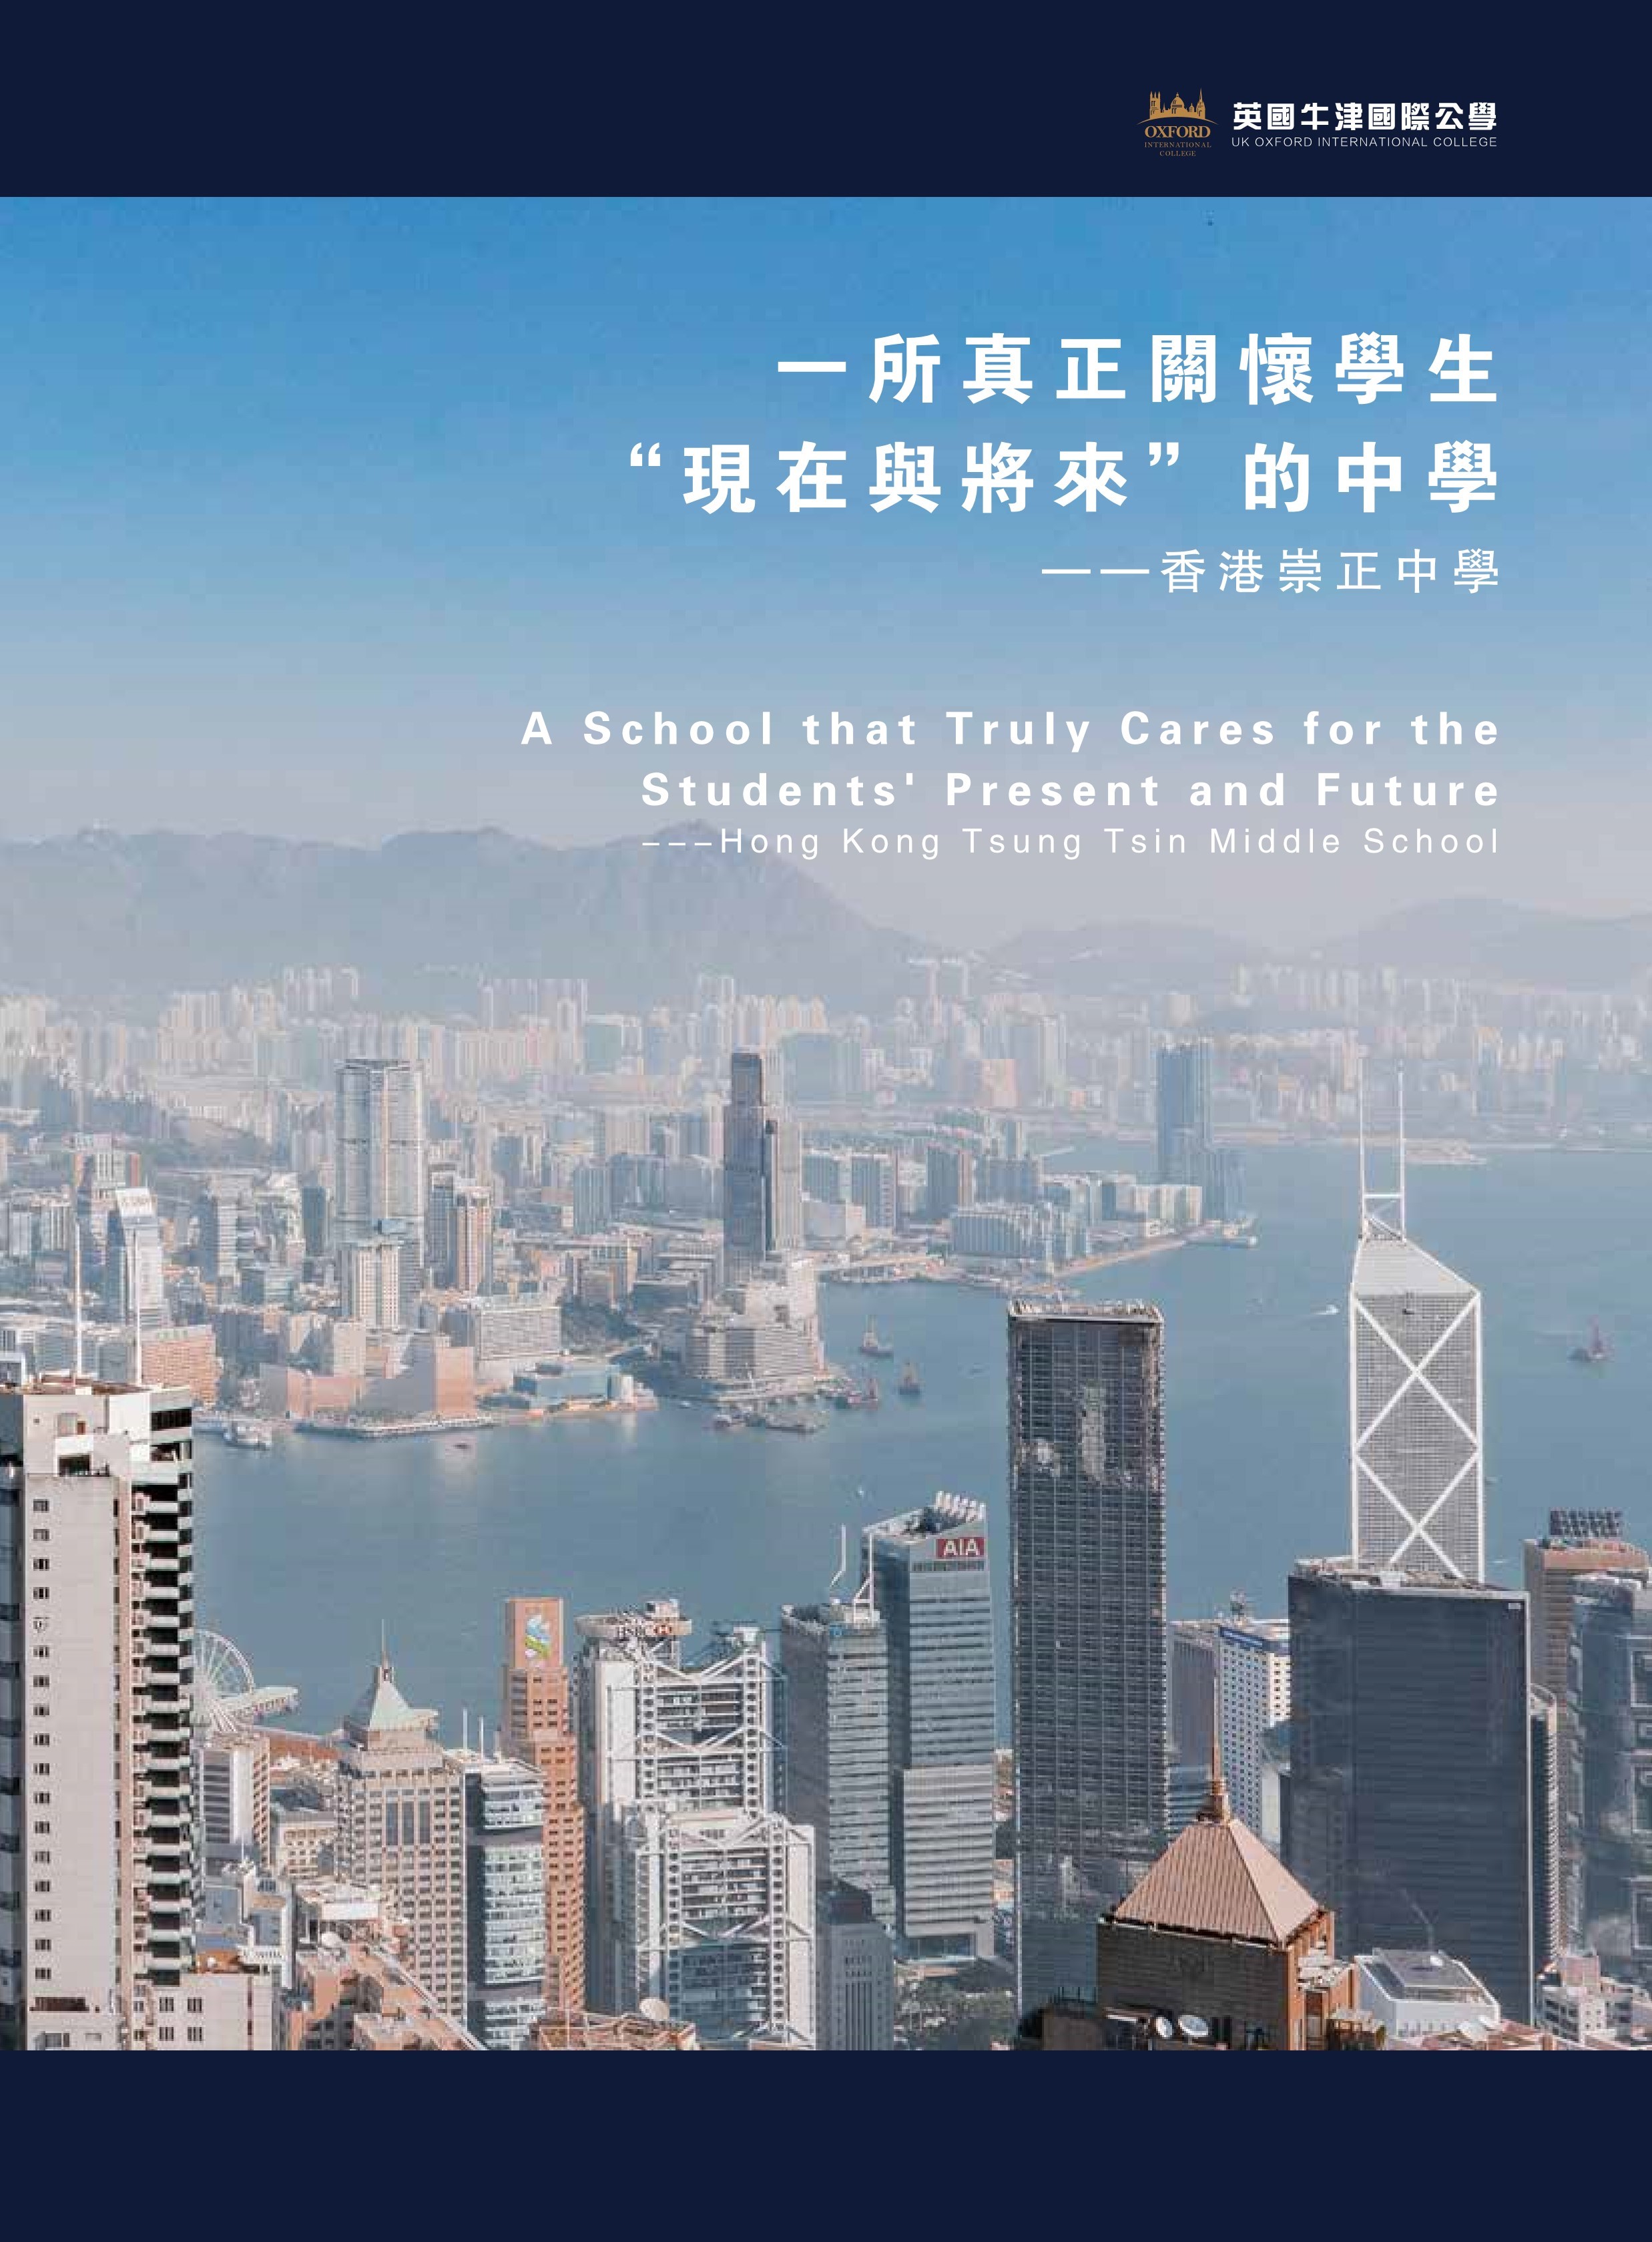 OXFORD
INTERNATIONAL
COLLEGE
英國牛津國際公學
UK OXFORD INTERNATIONAL COLLEGE
一所真正關懷學生
“現在與將來”的中學
——香港崇正中學
A School that Truly Cares for the
Students' Present and Future
---Hong Kong Tsung Tsin Middle School
AIA
HSBC